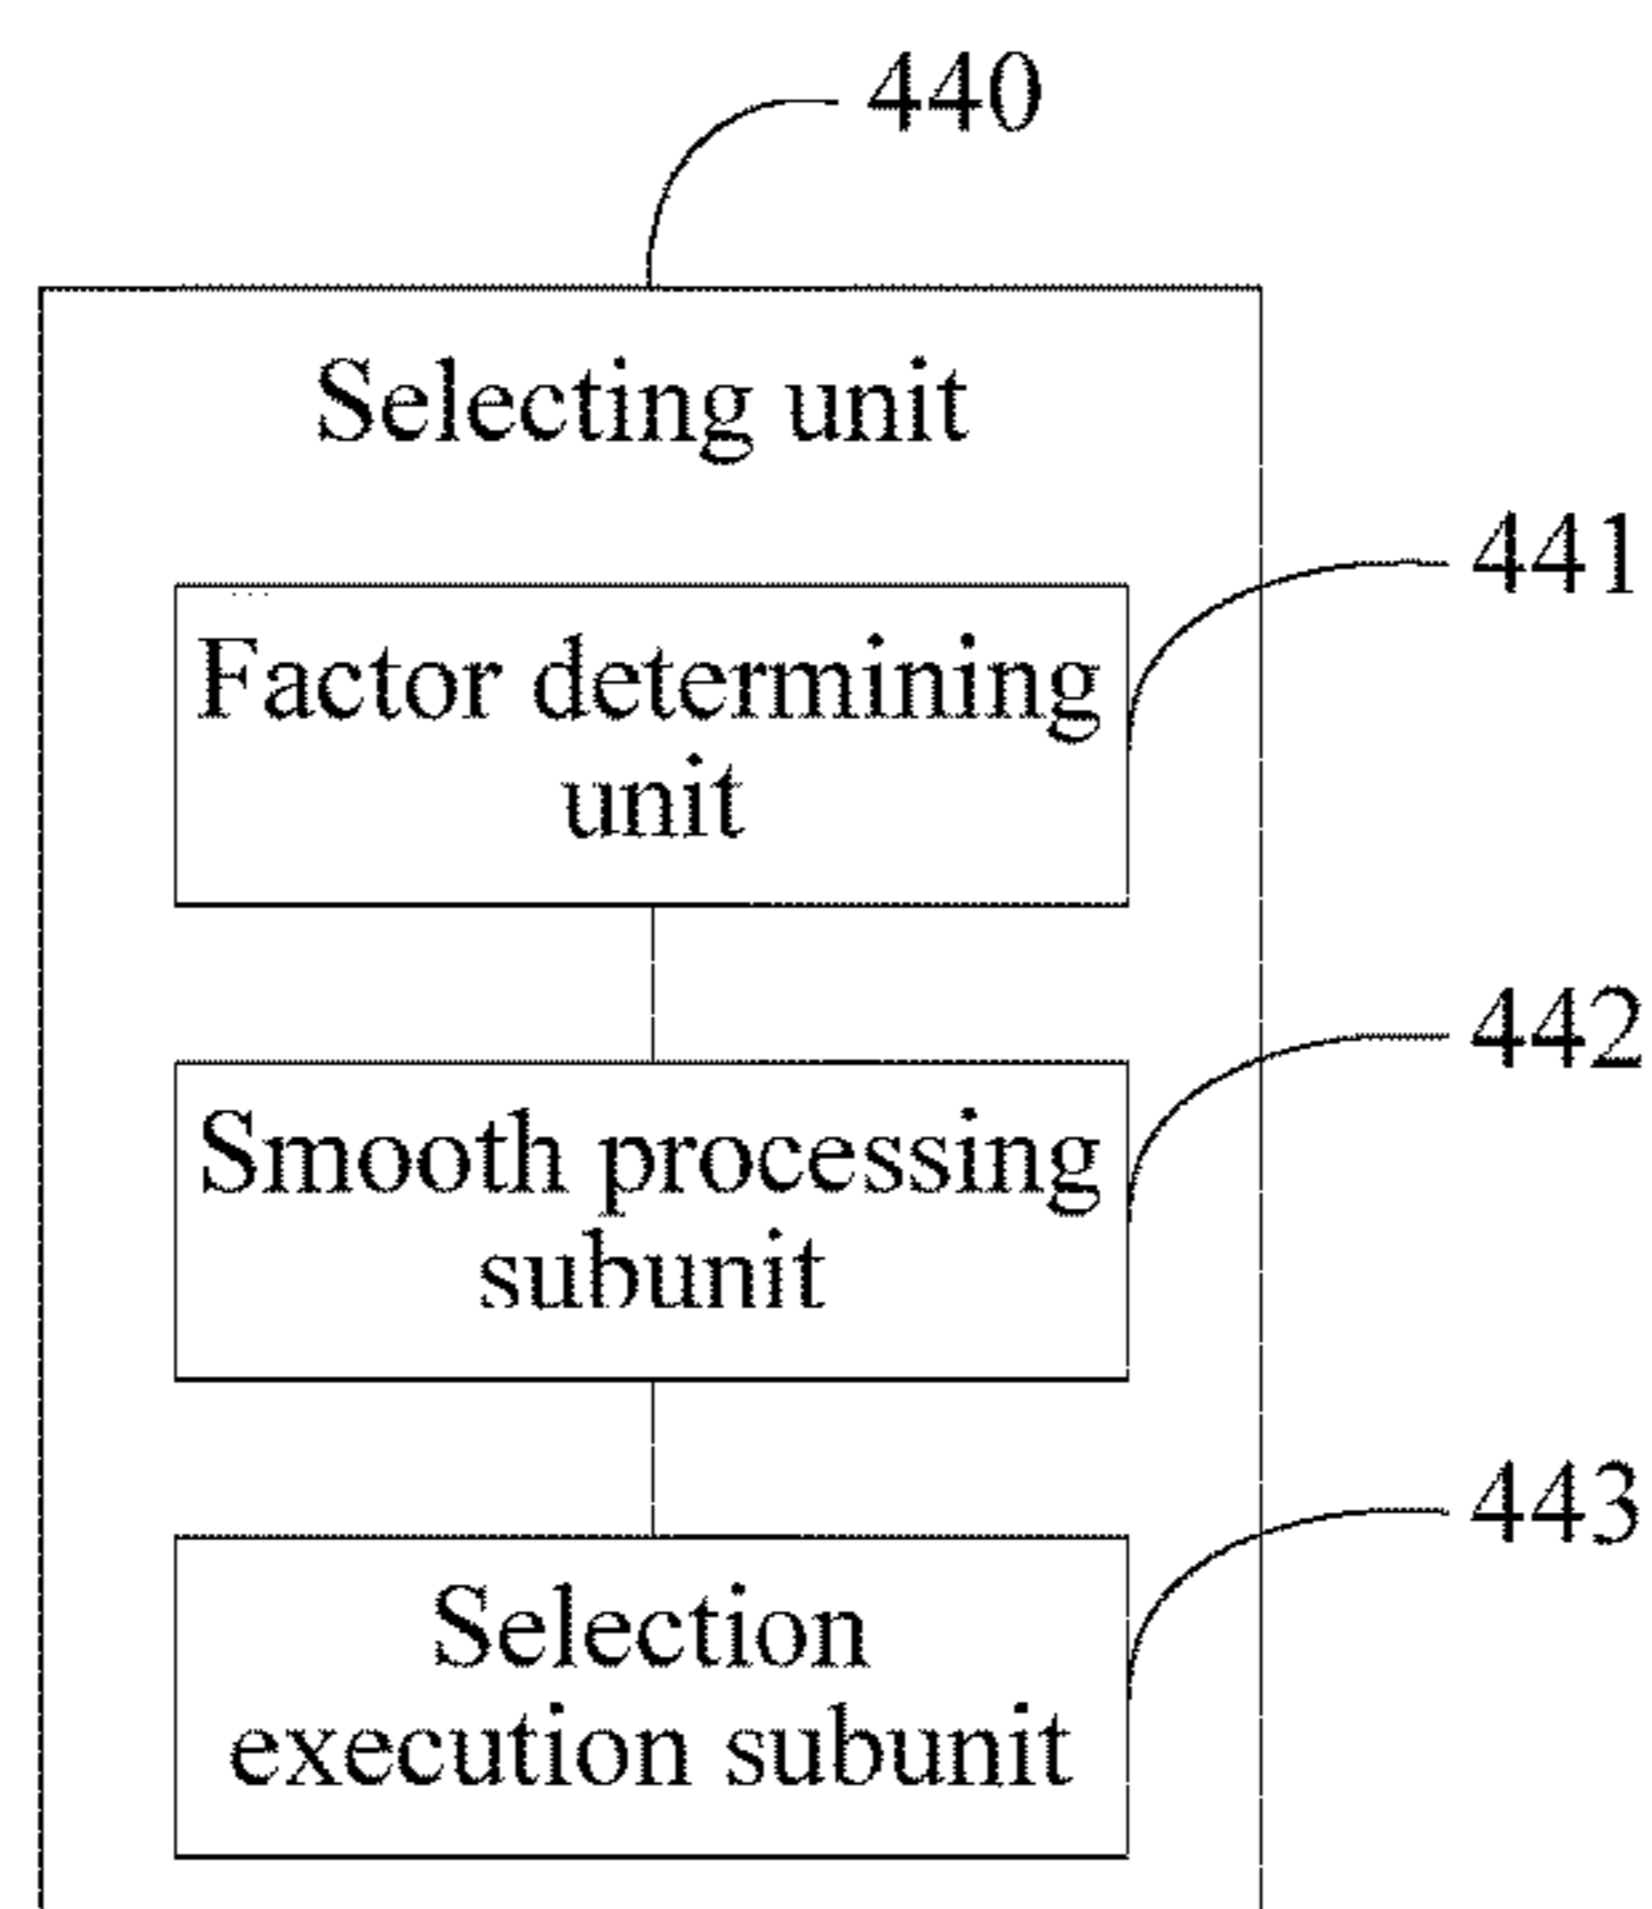 440
Selecting unit
441
Factor determining
unit
442
Smooth processing
subunit
443
Selection
execution subunit